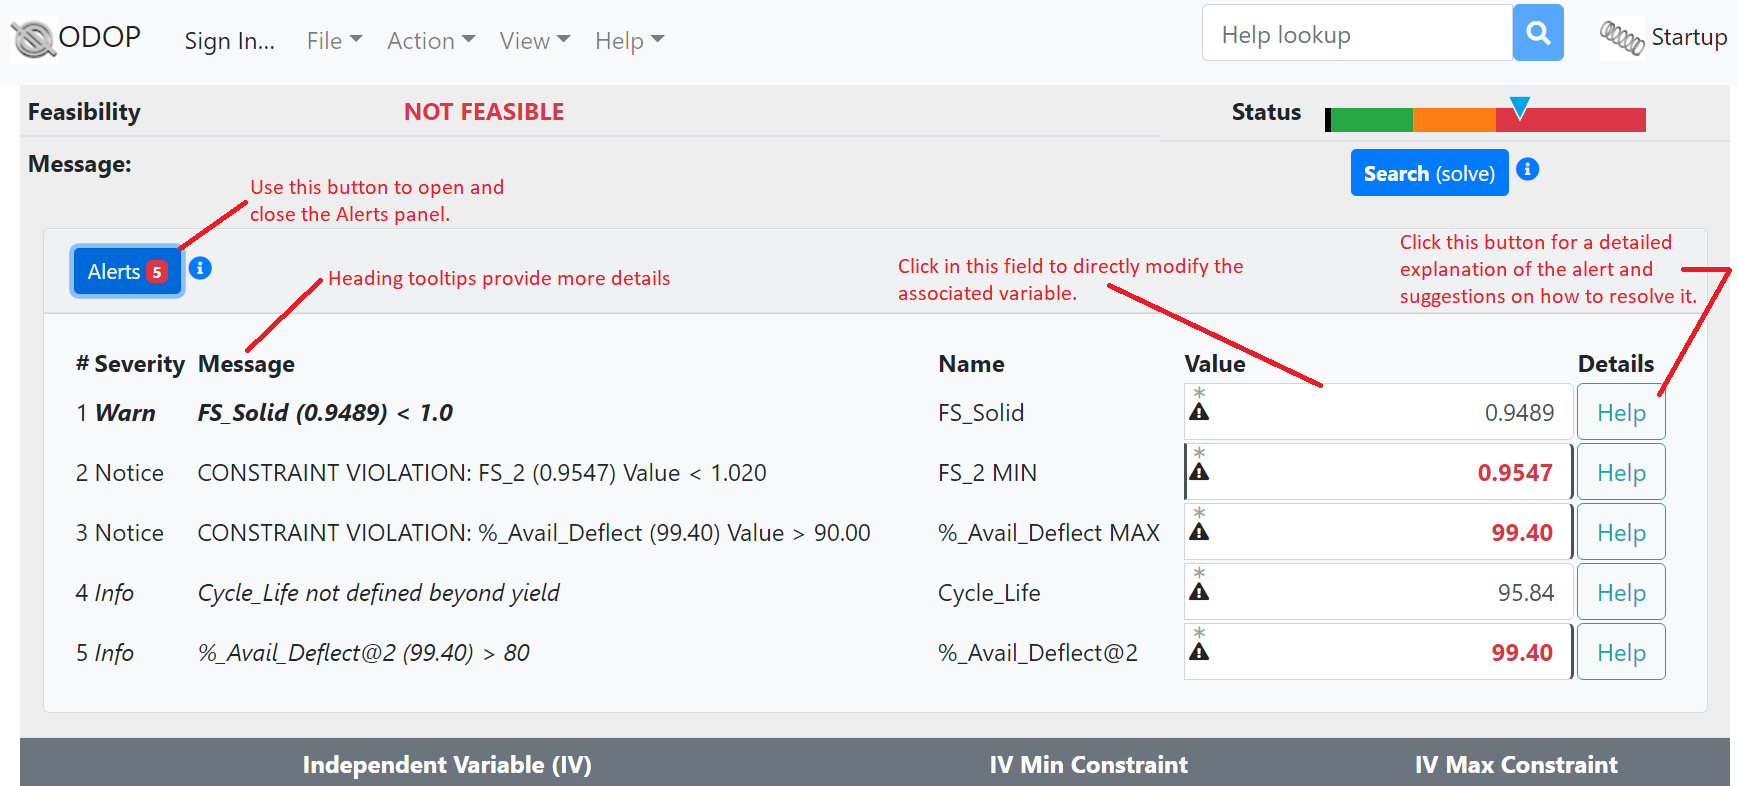 ODOP Sign In... File Action View Help Help lookup Startup
Feasibility NOT FEASIBLE Status
Message:
Search (solve)
Use this button to open and
close the Alerts panel.
Alerts 5
Heading tooltips provide more details
Click in this field to directly modify the
associated variable.
Click this button for a detailed
explanation of the alert and
suggestions on how to resolve it.
# Severity Message Name Value Details
1 Warn FS_Solid (0.9489) < 1.0 FS_Solid * 0.9489 Help
2 Notice CONSTRAINT VIOLATION: FS_2 (0.9547) Value < 1.020 FS_2 MIN * 0.9547 Help
3 Notice CONSTRAINT VIOLATION: %_Avail_Deflect (99.40) Value > 90.00 %_Avail_Deflect MAX * 99.40 Help
4 Info Cycle_Life not defined beyond yield Cycle_Life * 95.84 Help
5 Info %_Avail_Deflect@2 (99.40) > 80 %_Avail_Deflect@2 * 99.40 Help
Independent Variable (IV) IV Min Constraint IV Max Constraint